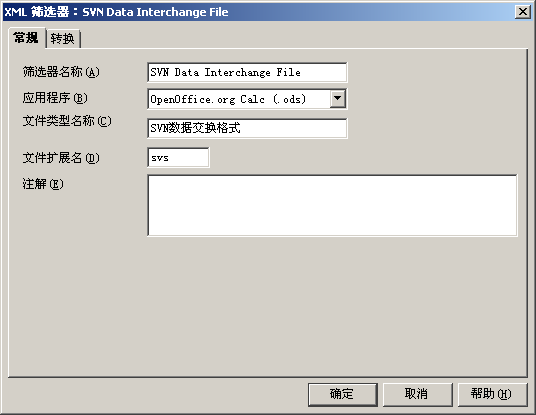 XML 筛选器：SVN Data Interchange File
常规 转换
筛选器名称(A) SVN Data Interchange File
应用程序(B) OpenOffice.org Calc (.ods)
文件类型名称(C) SVN数据交换格式
文件扩展名(D) svs
注解(E)
确定 取消 帮助(H)